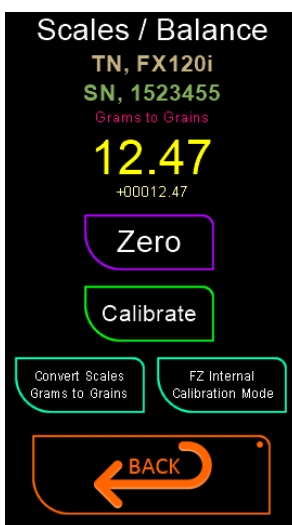 Scales / Balance
TN, FX120i
SN, 1523455
Grams to Grains
12.47
+00012.47
Zero
Calibrate
Convert Scales
Grams to Grains
FZ Internal
Calibration Mode
BACK